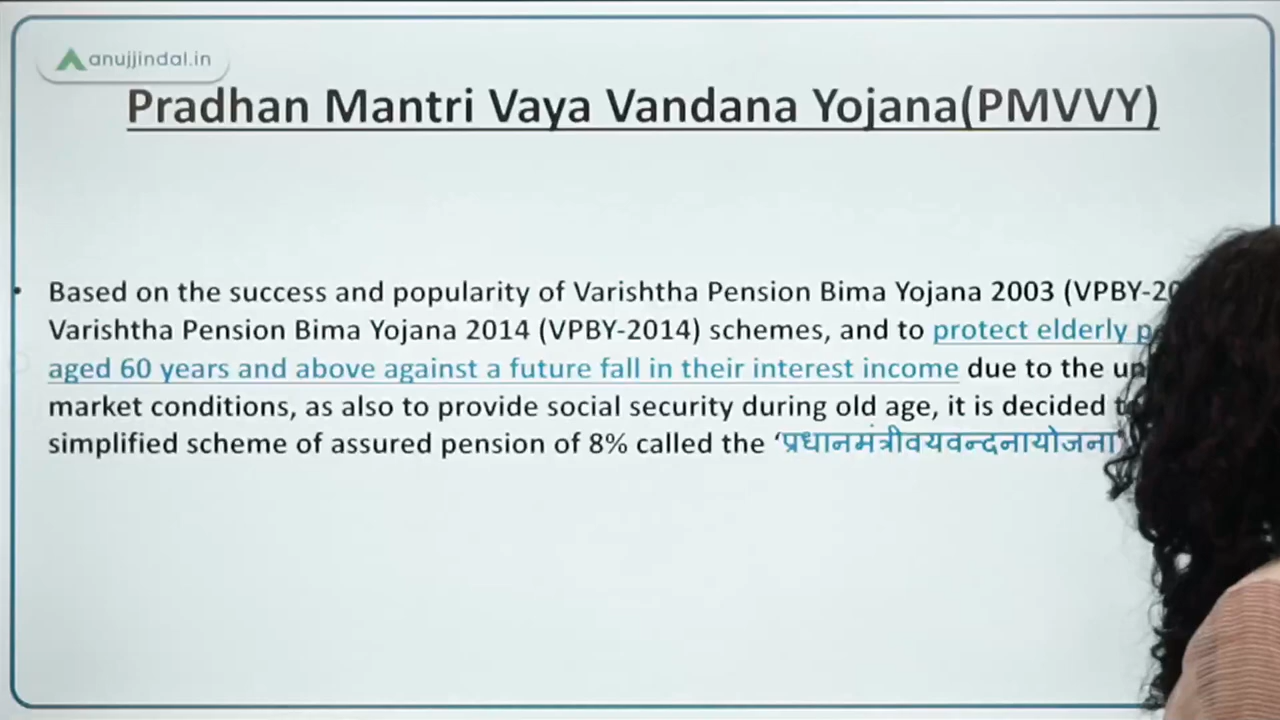 anujjindal.in
Pradhan Mantri Vaya Vandana Yojana(PMVVY)
• Based on the success and popularity of Varishtha Pension Bima Yojana 2003
Varishtha Pension Bima Yojana 2014 (VPBY-2014) schemes, and to protect elderly
aged 60 years and above against a future fall in their interest income due to the
market conditions, as also to provide social security during old age, it is decided
simplified scheme of assured pension of 8% called the ‘प्रधानमंत्रीवयवन्दनायोजना’